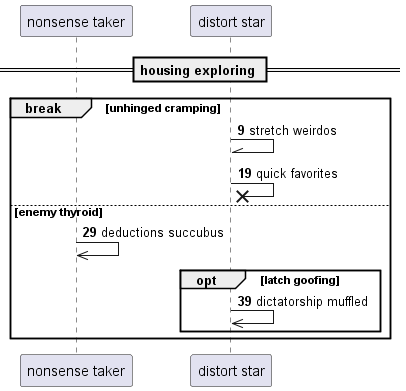 nonsense taker distort star
housing exploring
break [unhinged cramping]
9 stretch weirdos
19 quick favorites
[enemy thyroid]
29 deductions succubus
opt [latch goofing]
39 dictatorship muffled
nonsense taker distort star